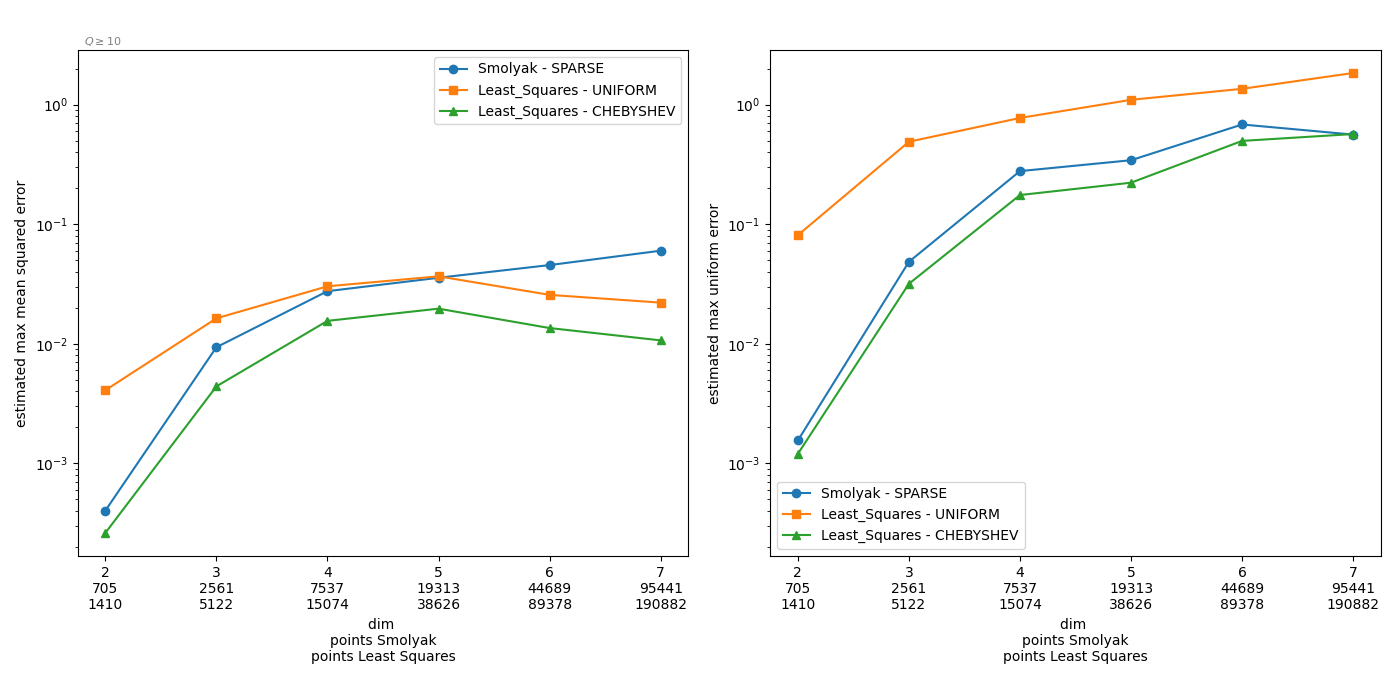 Q ≥ 10
estimated max mean squared error
10^0
10^-1
10^-2
10^-3
Smolyak - SPARSE
Least_Squares - UNIFORM
Least_Squares - CHEBYSHEV
2 3 4 5 6 7
705 2561 7537 19313 44689 95441
1410 5122 15074 38626 89378 190882
dim
points Smolyak
points Least Squares
estimated max uniform error
10^0
10^-1
10^-2
10^-3
Smolyak - SPARSE
Least_Squares - UNIFORM
Least_Squares - CHEBYSHEV
2 3 4 5 6 7
705 2561 7537 19313 44689 95441
1410 5122 15074 38626 89378 190882
dim
points Smolyak
points Least Squares